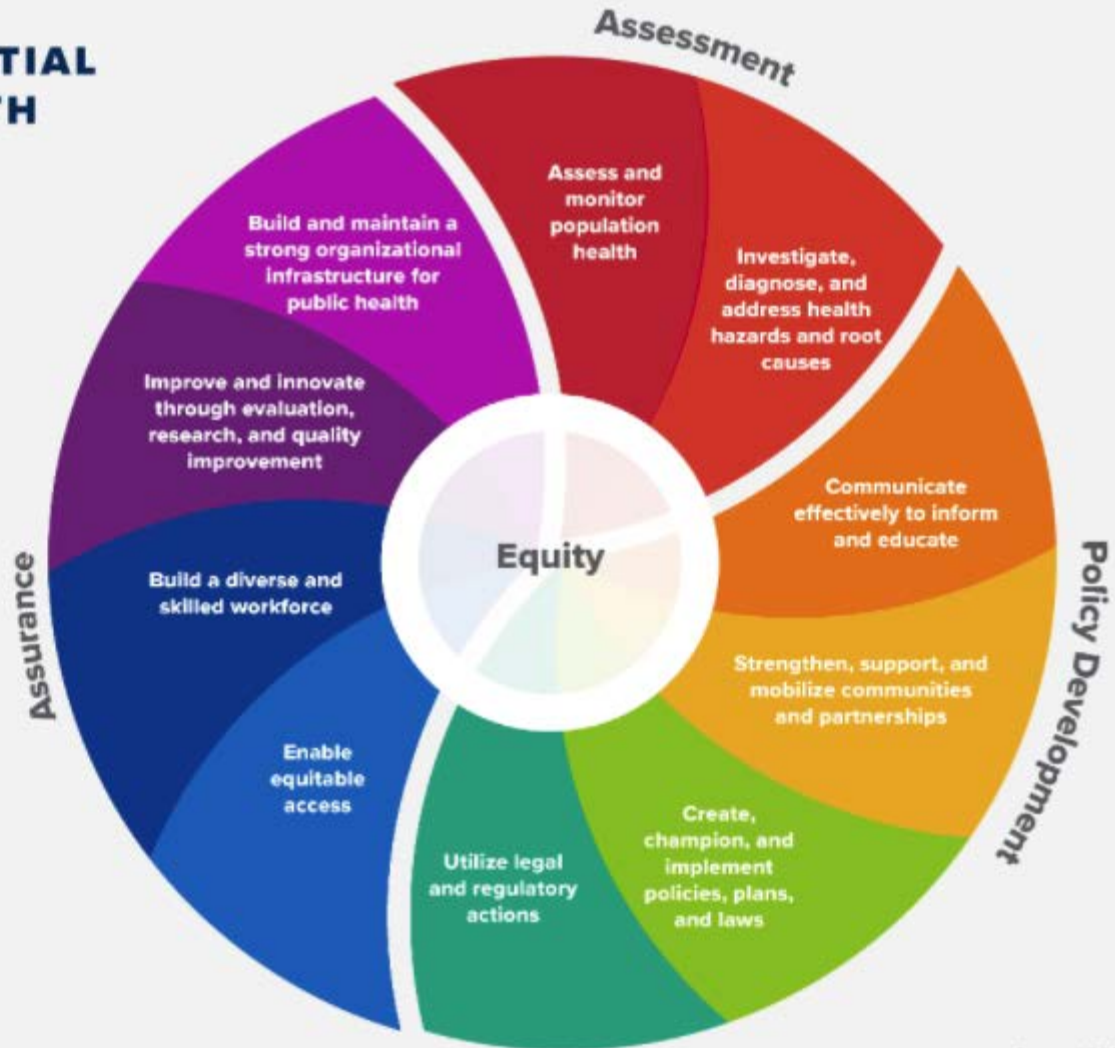 TIAL
TH
Assessment
Assess and
monitor
population
health
Investigate,
diagnose, and
address health
hazards and root
causes
Policy Development
Communicate
effectively to inform
and educate
Strengthen, support, and
mobilize communities
and partnerships
Create,
champion, and
implement
policies, plans,
and laws
Utilize legal
and regulatory
actions
Assurance
Enable
equitable
access
Build a diverse and
skilled workforce
Improve and innovate
through evaluation,
research, and quality
improvement
Build and maintain a
strong organizational
infrastructure for
public health
Equity